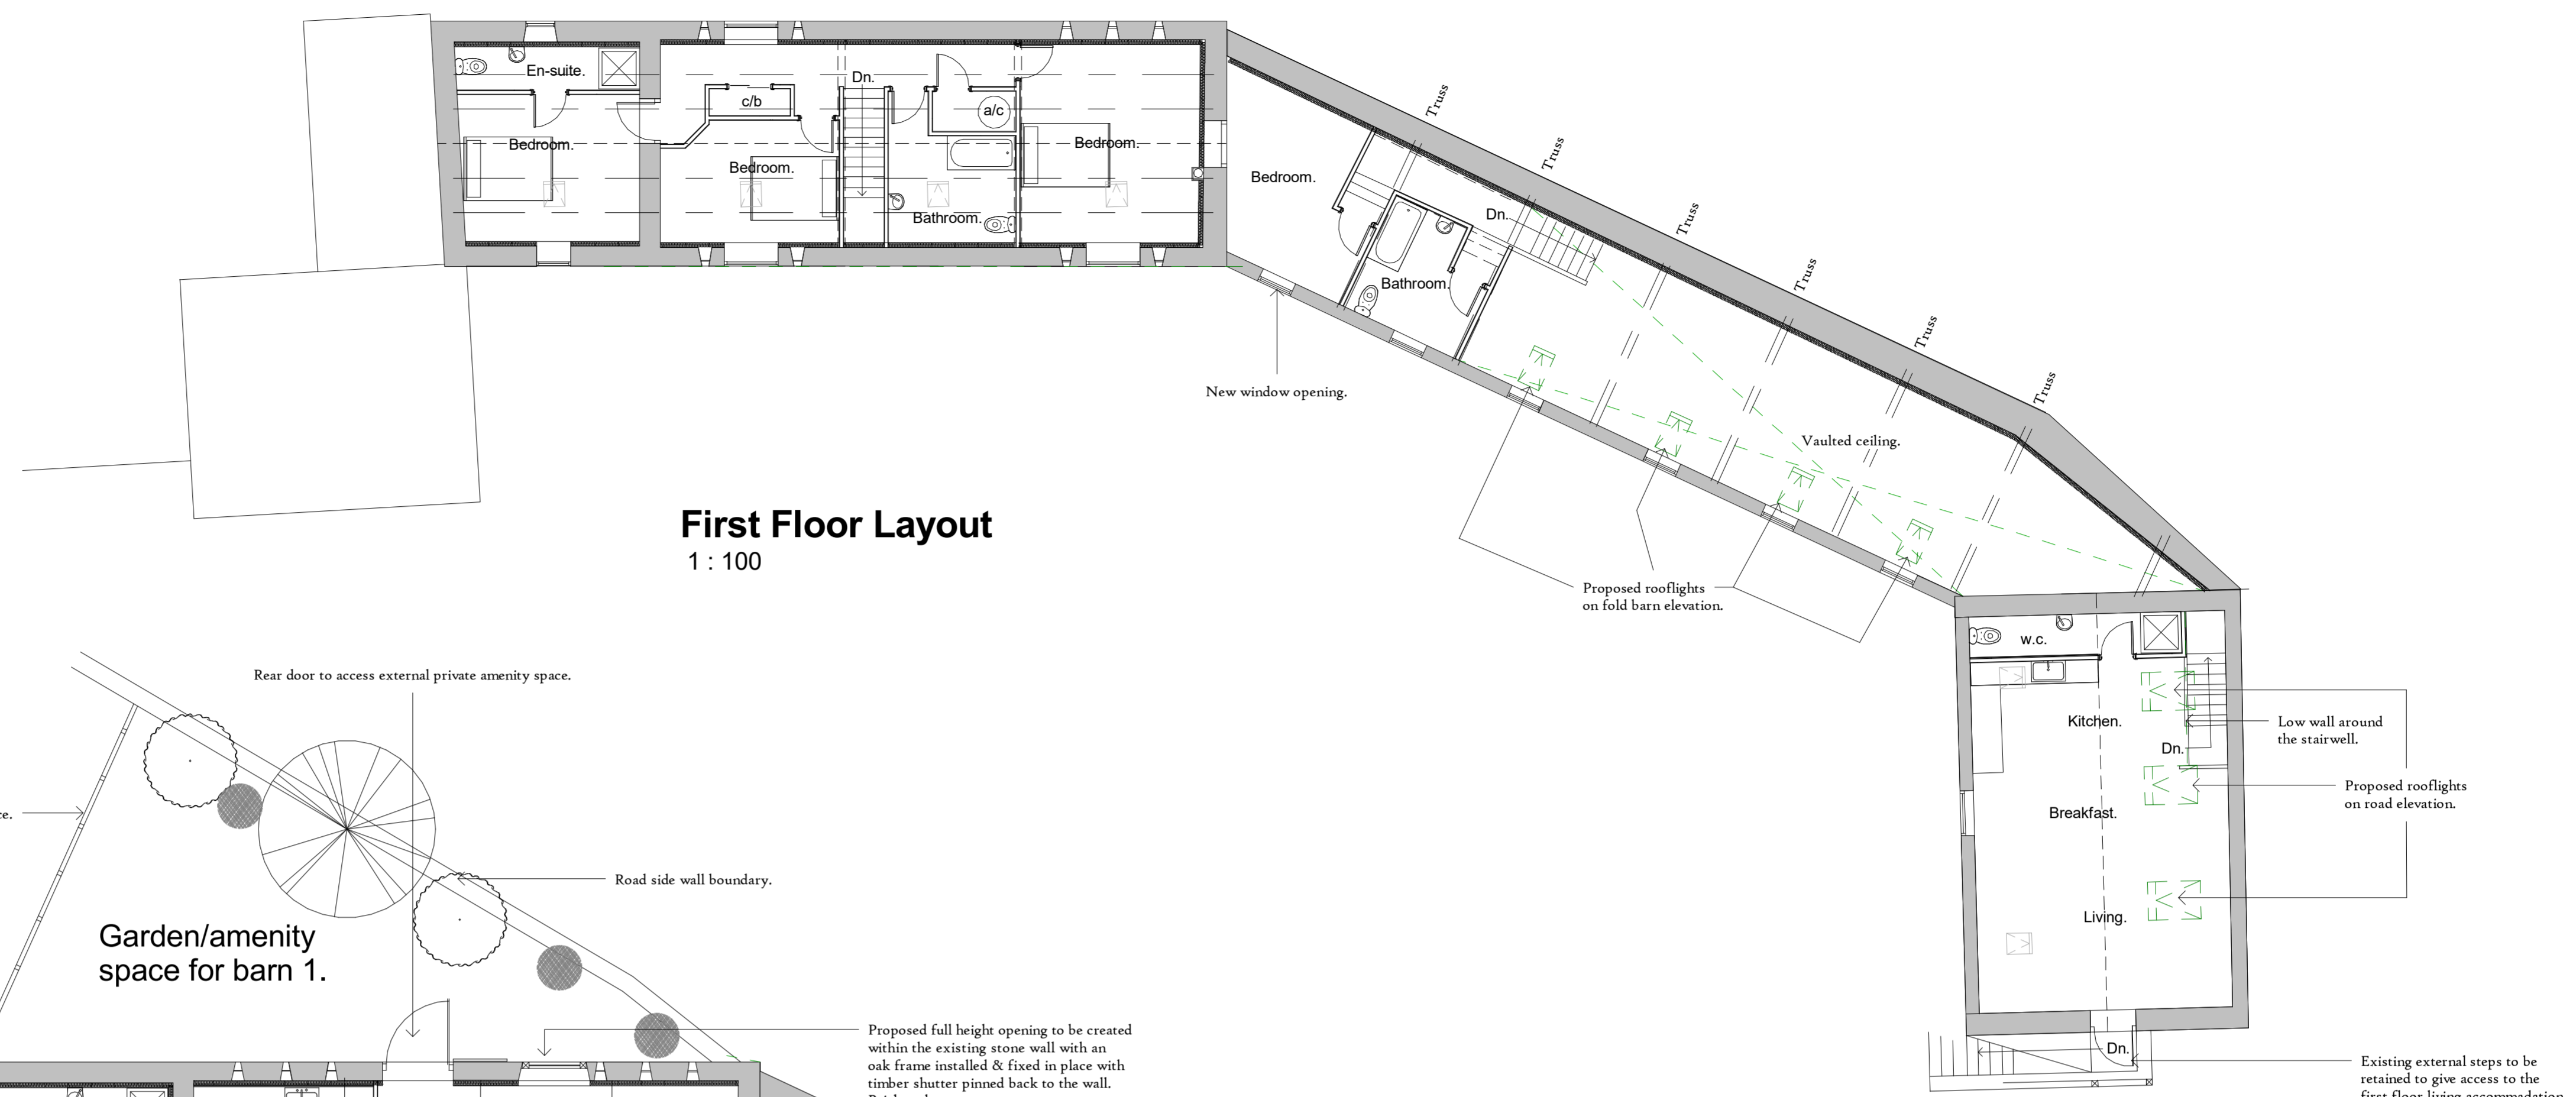 En-suite.
Bedroom.
c/b
Bedroom.
Dn.
a/c
Bathroom.
Bedroom.
Bedroom.
Bathroom.
Dn.
Truss
Truss
Truss
Truss
Truss
Truss
New window opening.
Vaulted ceiling.
First Floor Layout
1 : 100
Proposed rooflights
on fold barn elevation.
w.c.
Kitchen.
Dn.
Breakfast.
Living.
Dn.
Low wall around
the stairwell.
Proposed rooflights
on road elevation.
Existing external steps to be
retained to give access to the
first floor living accommodation
Rear door to access external private amenity space.
Road side wall boundary.
Garden/amenity
space for barn 1.
Proposed full height opening to be created
within the existing stone wall with an
oak frame installed & fixed in place with
timber shutter pinned back to the wall.